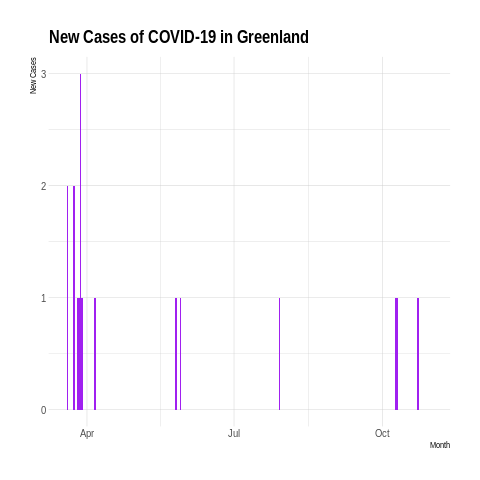 New Cases of COVID-19 in Greenland
New Cases
3
2
1
0
Apr
Jul
Oct
Month